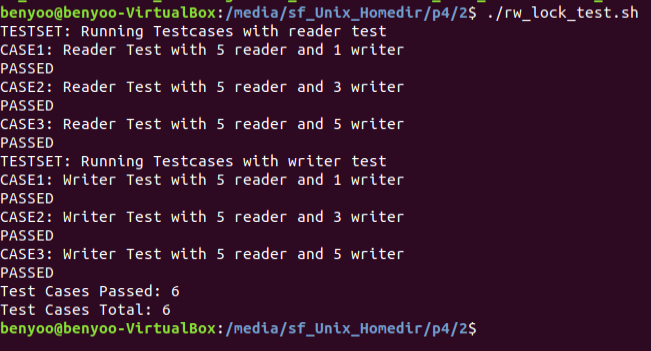 benyoo@benyoo-VirtualBox:/media/sf_Unix_Homedir/p4/2$ ./rw_lock_test.sh
TESTSET: Running Testcases with reader test
CASE1: Reader Test with 5 reader and 1 writer
PASSED
CASE2: Reader Test with 5 reader and 3 writer
PASSED
CASE3: Reader Test with 5 reader and 5 writer
PASSED
TESTSET: Running Testcases with writer test
CASE1: Writer Test with 5 reader and 1 writer
PASSED
CASE2: Writer Test with 5 reader and 3 writer
PASSED
CASE3: Writer Test with 5 reader and 5 writer
PASSED
Test Cases Passed: 6
Test Cases Total: 6
benyoo@benyoo-VirtualBox:/media/sf_Unix_Homedir/p4/2$